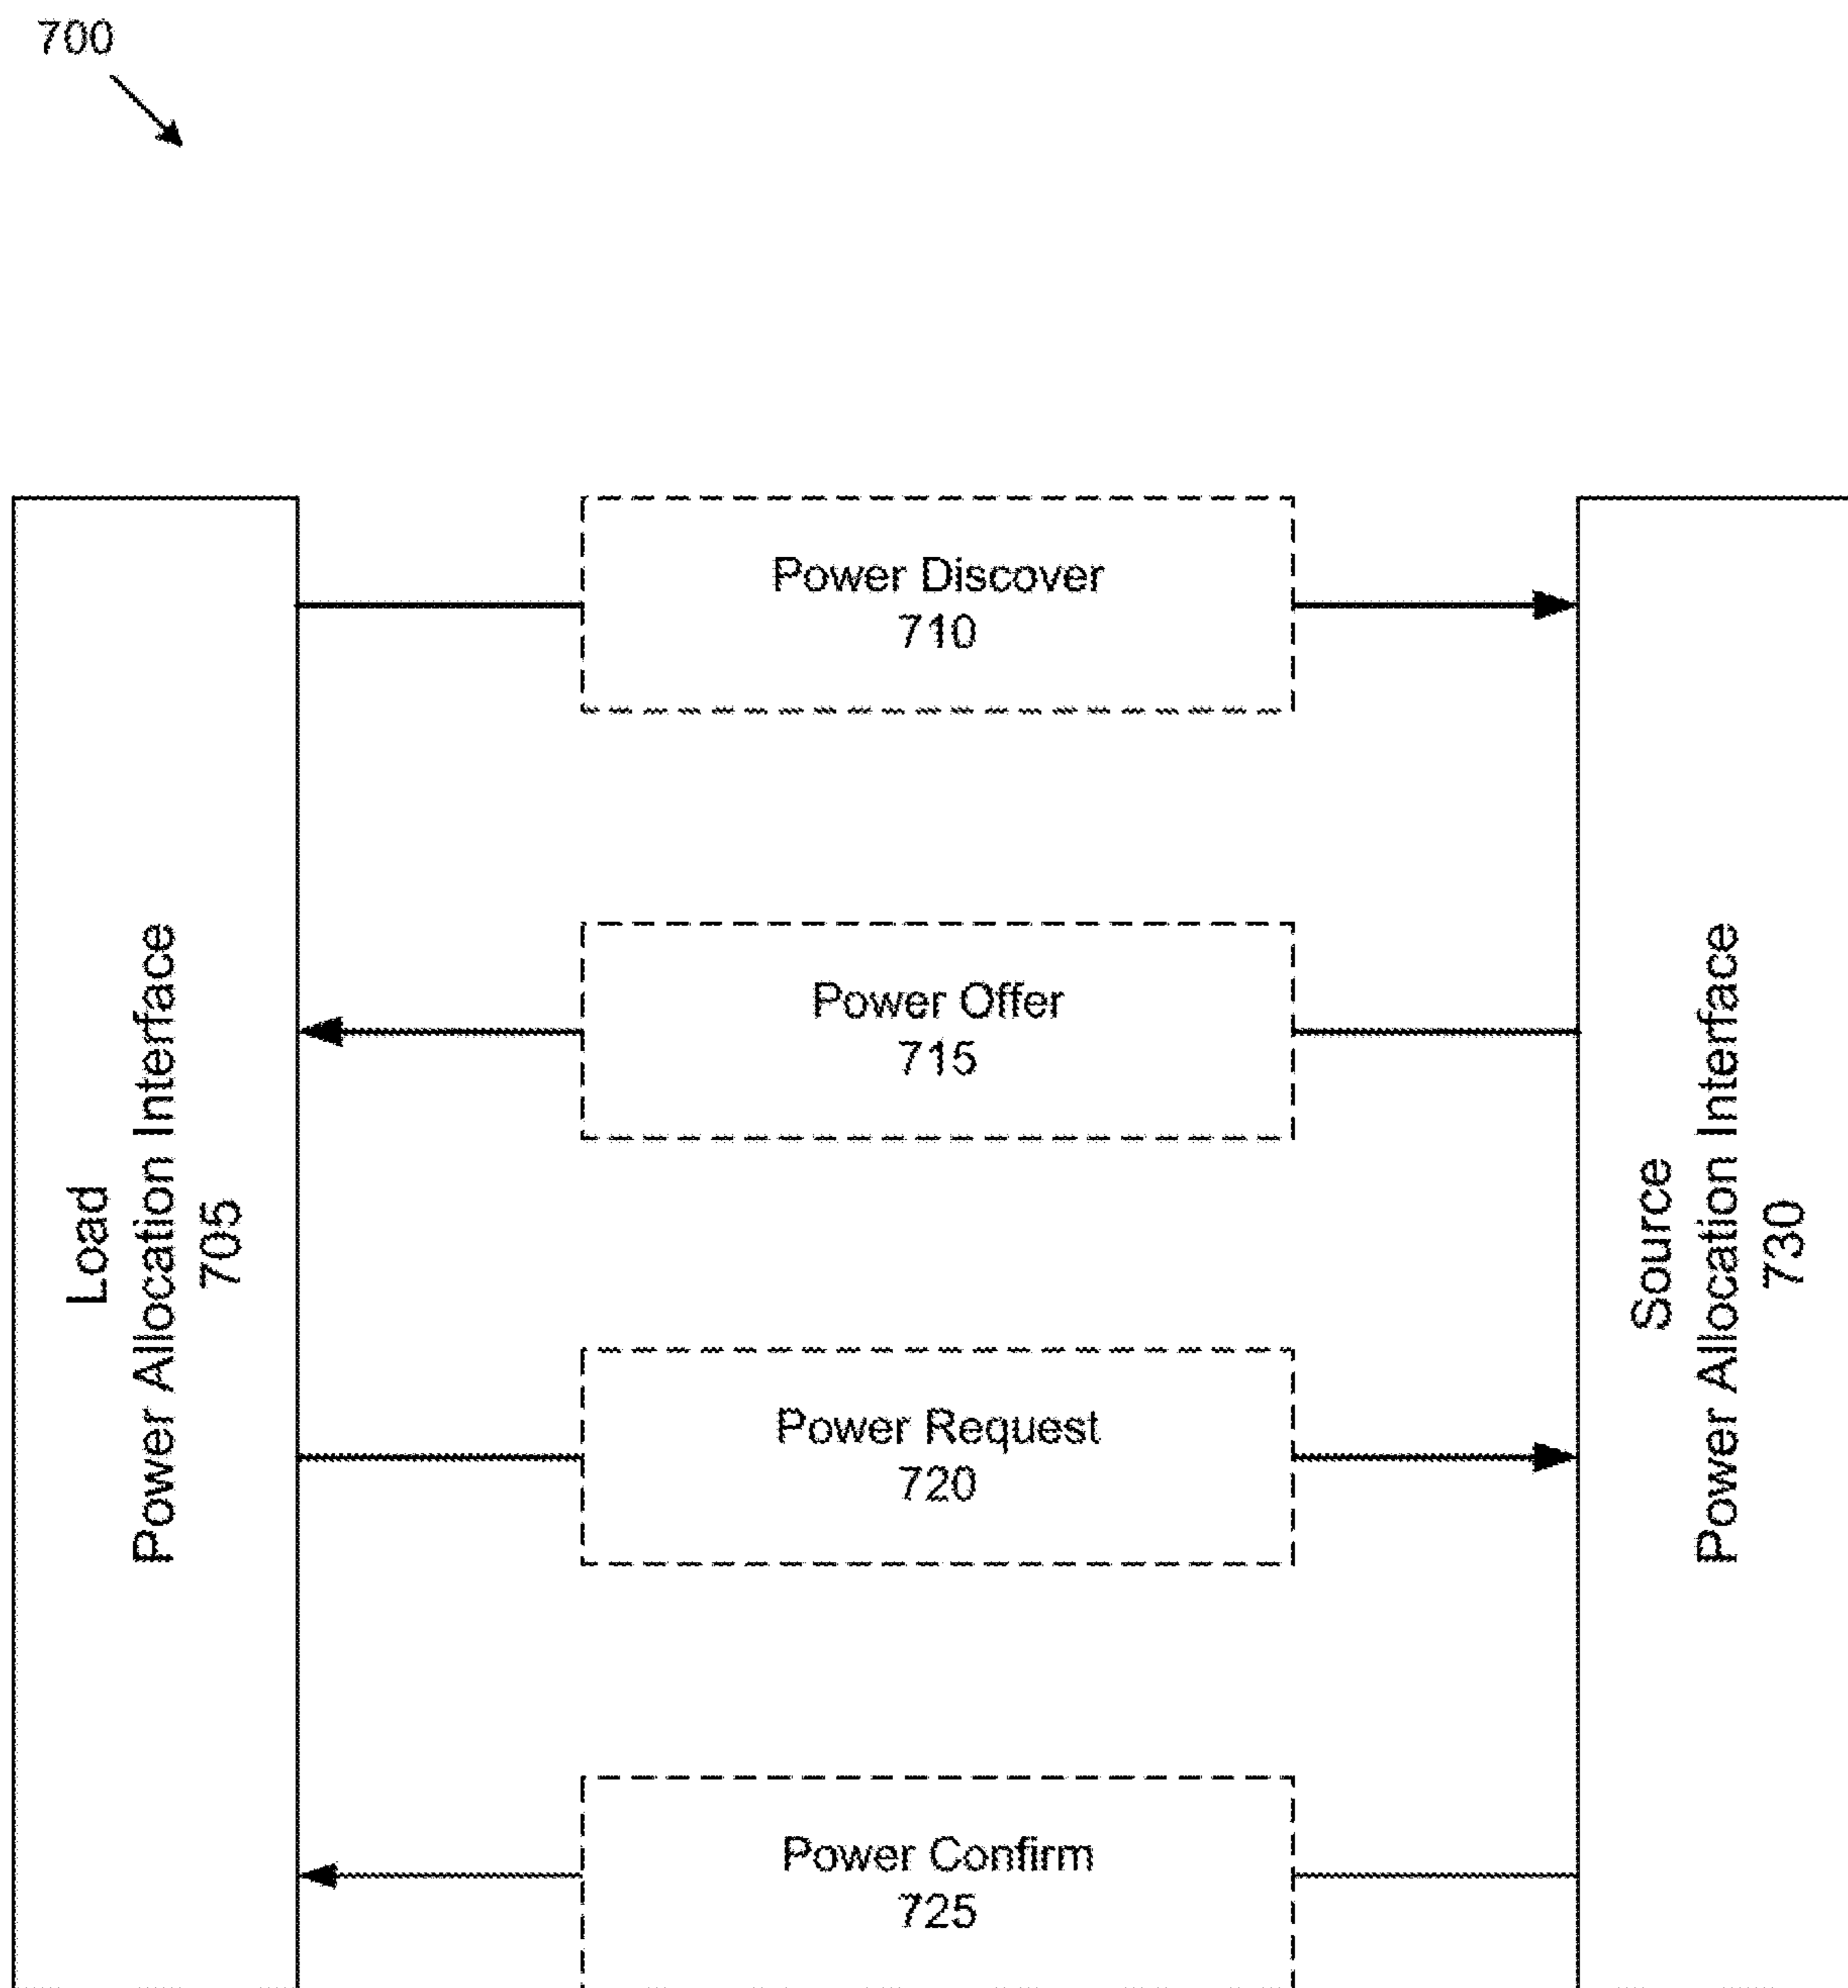 700
Power Discover
710
Power Offer
715
Power Request
720
Power Confirm
725
Load
Power Allocation Interface
705
Source
Power Allocation Interface
730